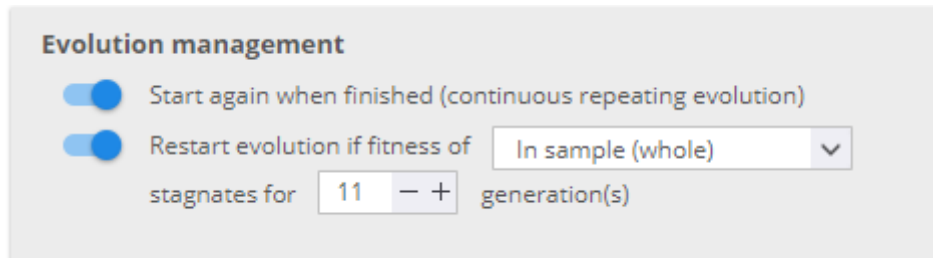 Evolution management
Start again when finished (continuous repeating evolution)
Restart evolution if fitness of In sample (whole)
stagnates for 11 − + generation(s)